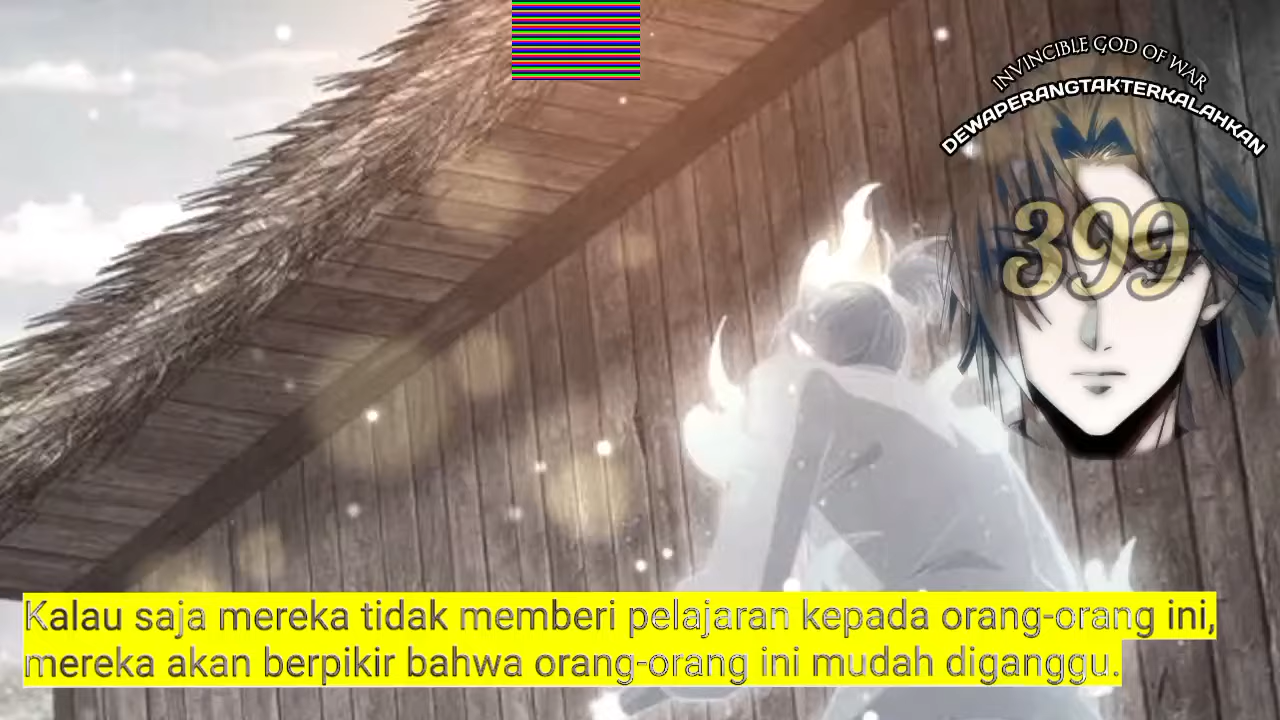 INVINCIBLE GOD OF WAR
DEWAPERANGTAKTERKALAHKAN
399
Kalau saja mereka tidak memberi pelajaran kepada orang-orang ini,
mereka akan berpikir bahwa orang-orang ini mudah diganggu.